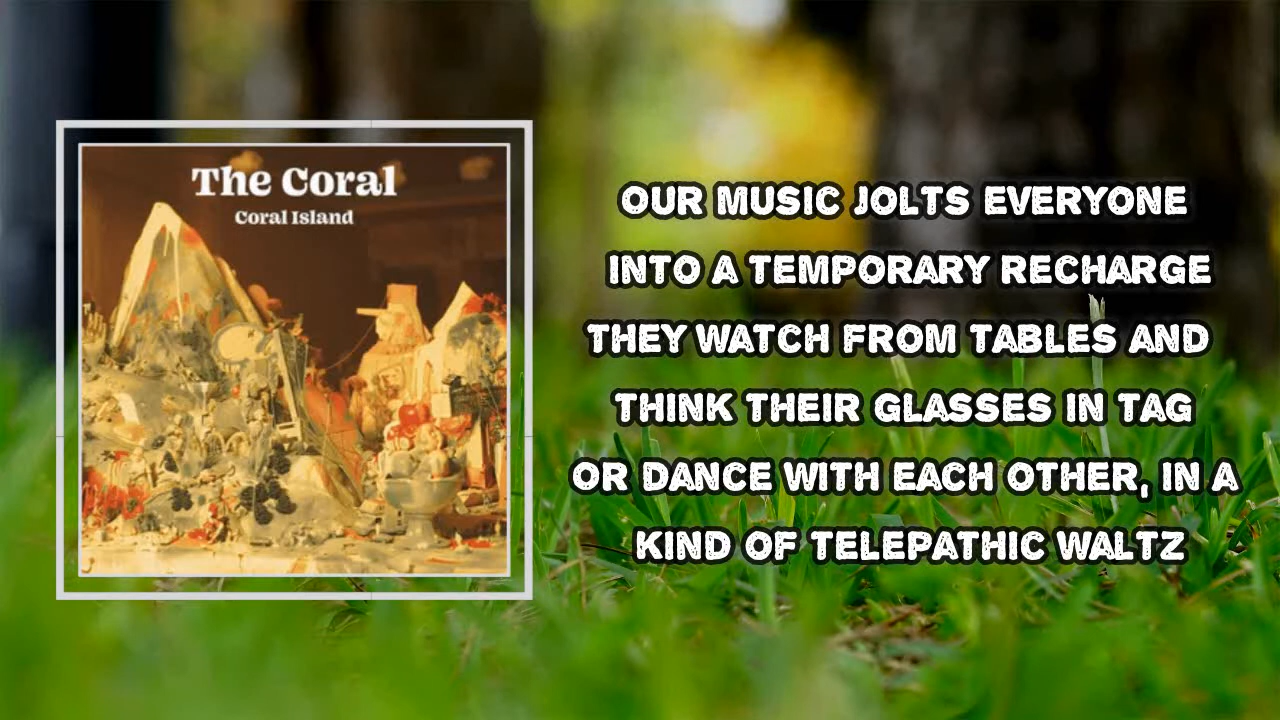 The Coral
Coral Island
OUR MUSIC JOLTS EVERYONE
INTO A TEMPORARY RECHARGE
THEY WATCH FROM TABLES AND
THINK THEIR GLASSES IN TAG
OR DANCE WITH EACH OTHER, IN A
KIND OF TELEPATHIC WALTZ